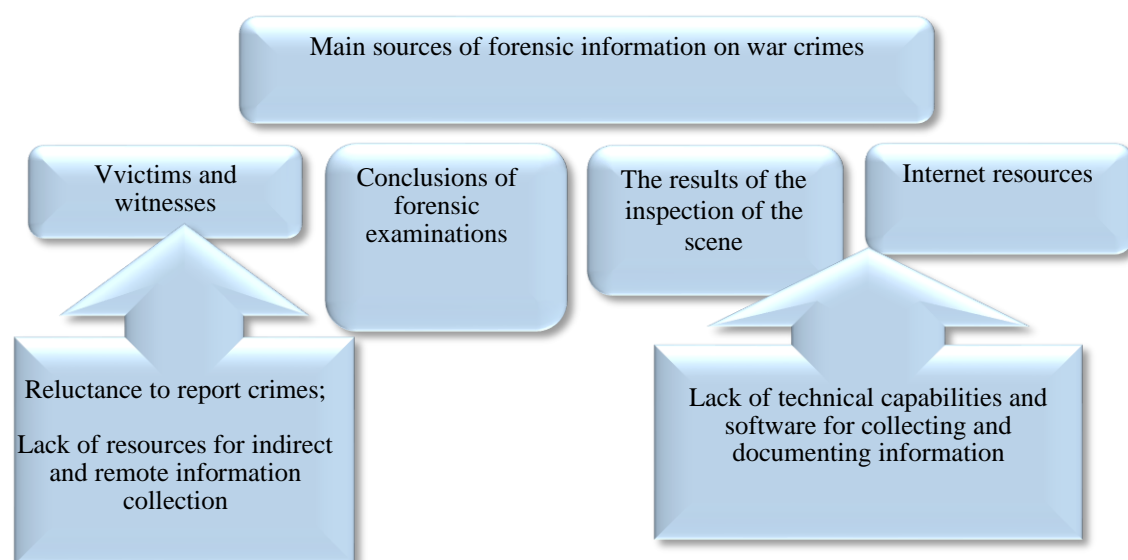 Main sources of forensic information on war crimes
Vvictims and
witnesses
Conclusions of
forensic
examinations
The results of the
inspection of the
scene
Internet resources
Reluctance to report crimes;
Lack of resources for indirect
and remote information
collection
Lack of technical capabilities and
software for collecting and
documenting information